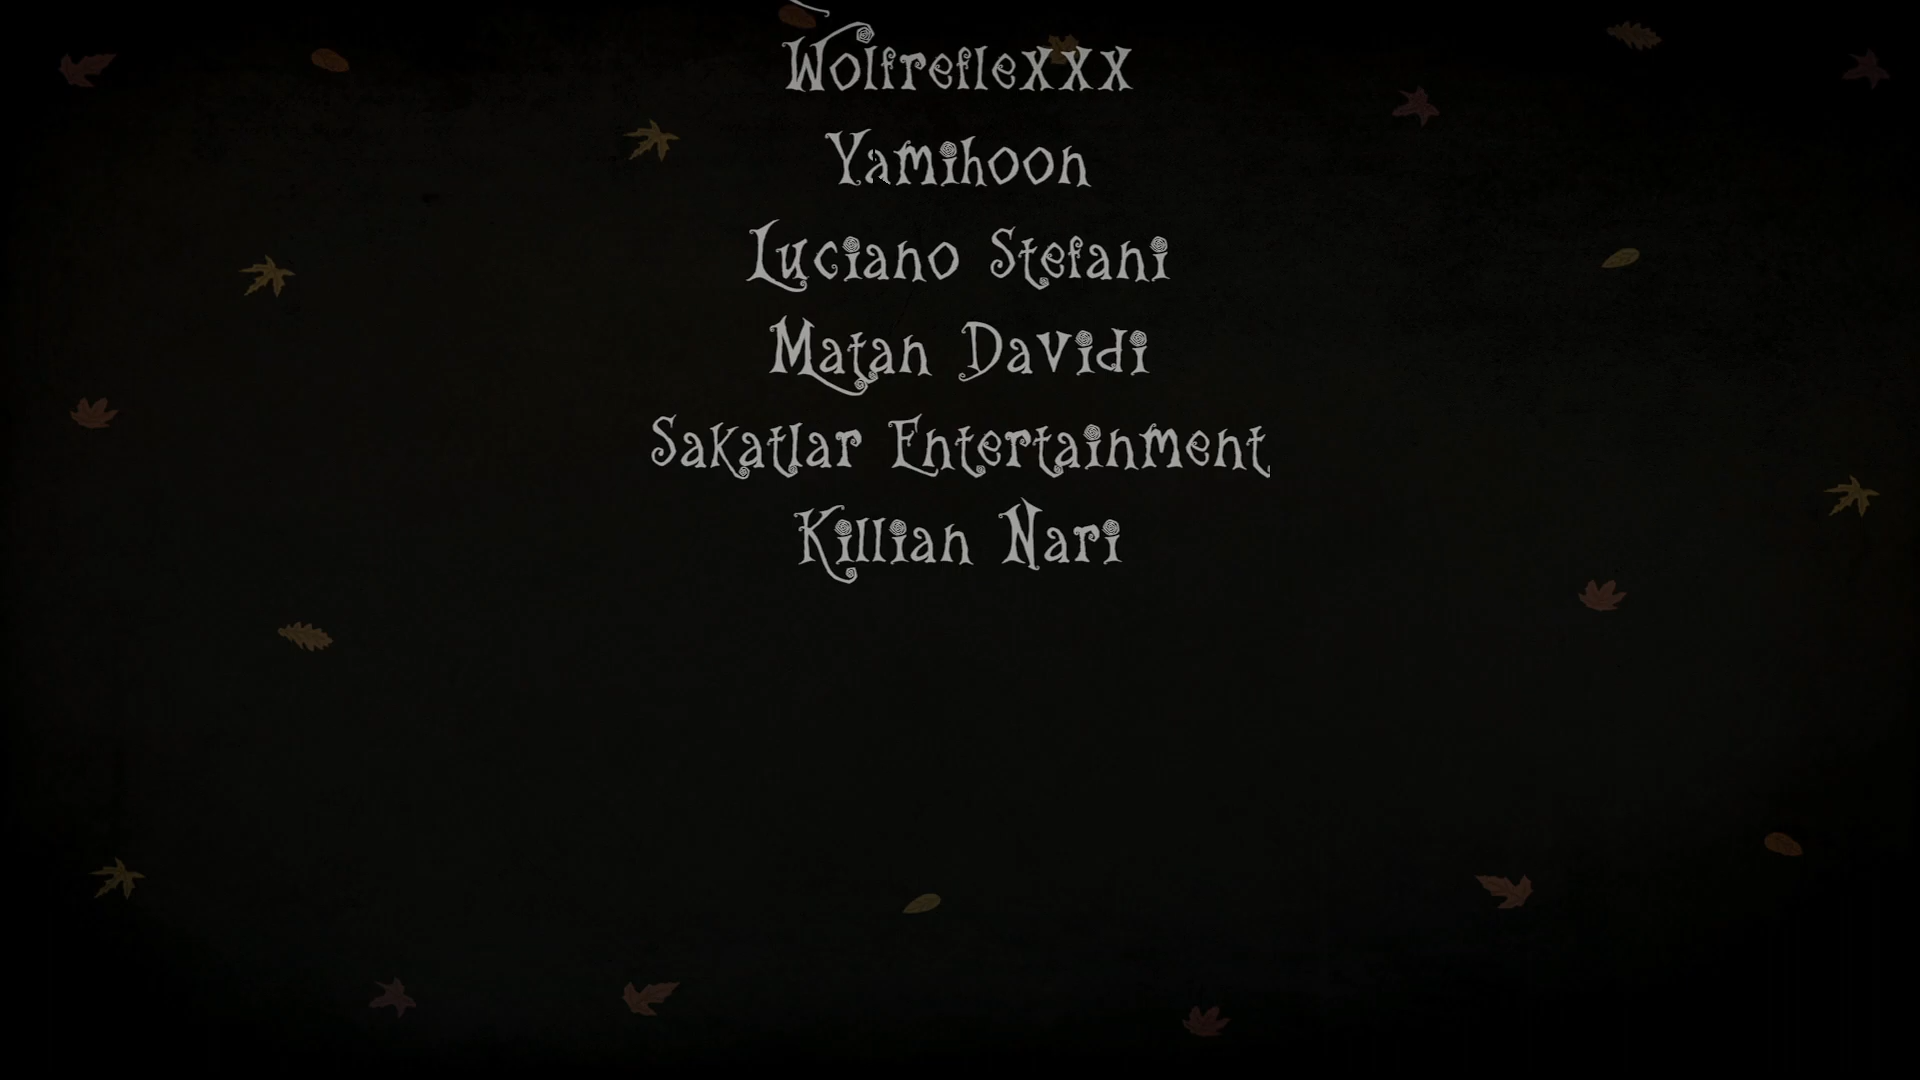 Wolfreflexxx
Yamihoon
Luciano Stefani
Matan Davidi
Sakatlar Entertainment
Killian Nari